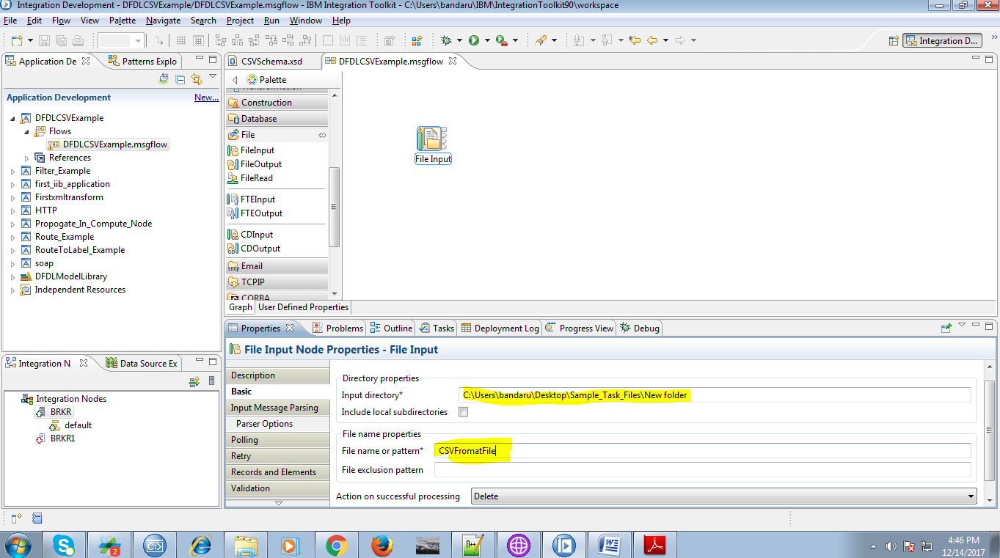 Integration Development - DFDLCSVExample/DFDLCSVExample.msgflow - IBM Integration Toolkit - C:\Users\bandaru\IBM\IntegrationToolkit90\workspace
File Edit Flow View Palette Navigate Search Project Run Window Help
Integration D...
Application De
Patterns Explo
Application Development
New...
DFDLCSVExample
Flows
DFDLCSVExample.msgflow
References
Filter_Example
first_iib_application
Firstxmltransform
HTTP
Propogate_In_Compute_Node
Route_Example
RouteToLabel_Example
soap
DFDLModelLibrary
Independent Resources
Integration N
Data Source Ex
Integration Nodes
BRKR
default
BRKR1
CSVSchema.xsd
DFDLCSVExample.msgflow
Palette
Transformation
Construction
Database
File
FileInput
FileOutput
FileRead
FTEInput
FTEOutput
CDInput
CDOutput
smtp Email
TCPIP
CORBA
File Input
Graph User Defined Properties
Properties Problems Outline Tasks Deployment Log Progress View Debug
File Input Node Properties - File Input
Description
Basic
Input Message Parsing
Parser Options
Polling
Retry
Records and Elements
Validation
Directory properties
Input directory* C:\Users\bandaru\Desktop\Sample_Task_Files\New folder
Include local subdirectories
File name properties
File name or pattern* CSVFromatFile
File exclusion pattern
Action on successful processing Delete
2
4:46 PM
12/14/2017